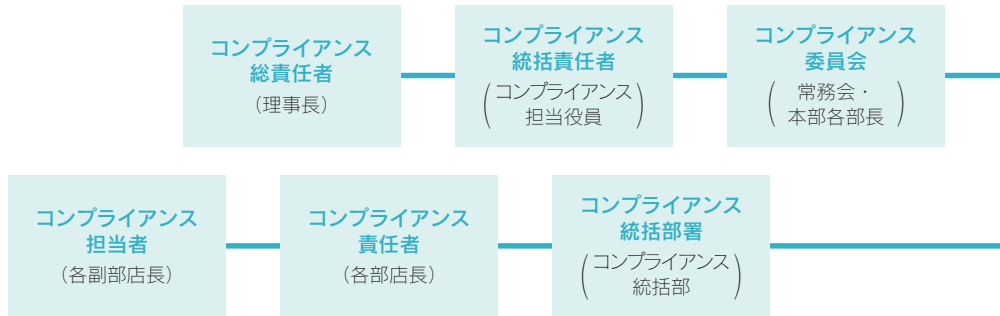 コンプライアンス
総責任者
（理事長）
コンプライアンス
統括責任者
（コンプライアンス
担当役員）
コンプライアンス
委員会
（常務会・
本部各部長）
コンプライアンス
担当者
（各副部店長）
コンプライアンス
責任者
（各部店長）
コンプライアンス
統括部署
（コンプライアンス
統括部）